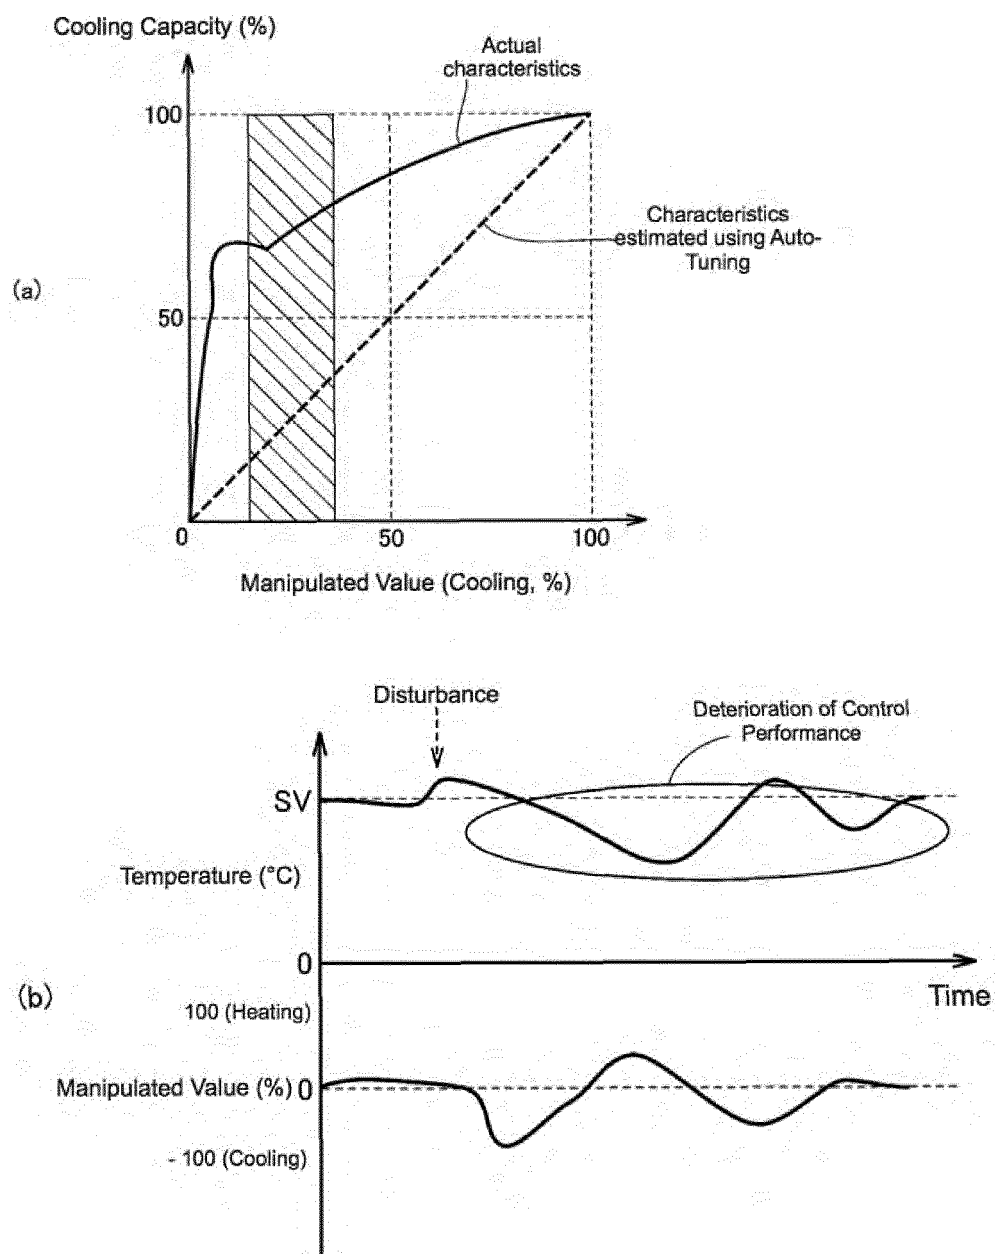 Cooling Capacity (%)
Actual
characteristics
100
Characteristics
estimated using Auto-
Tuning
(a)
50
0
50
100
Manipulated Value (Cooling, %)
Disturbance
Deterioration of Control
Performance
SV
Temperature (°C)
0
(b)
Time
100 (Heating)
Manipulated Value (%) 0
- 100 (Cooling)